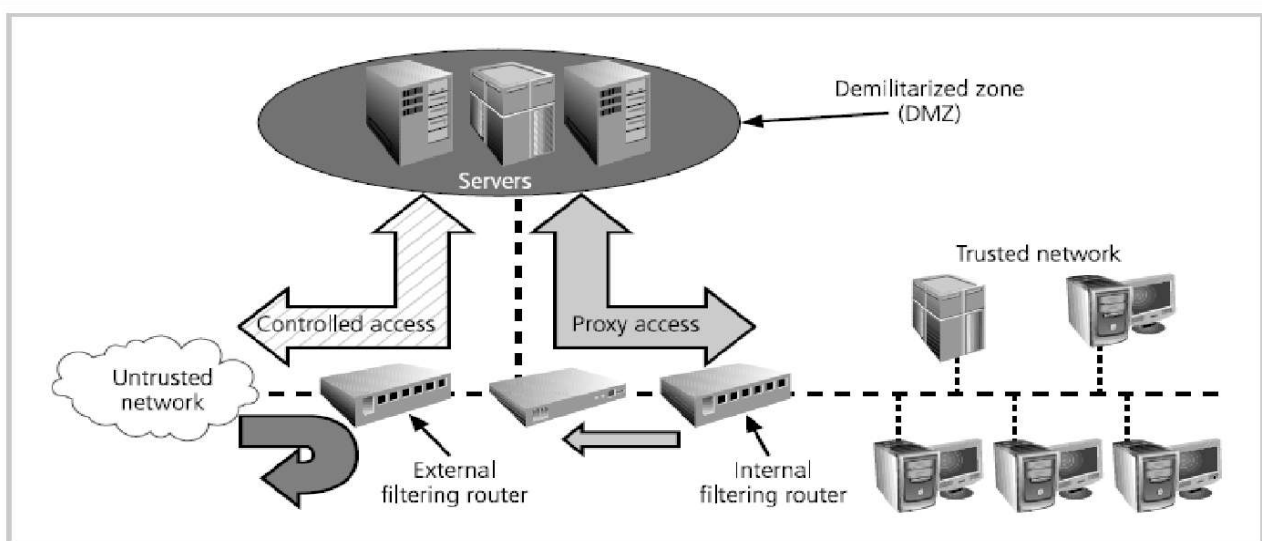 Demilitarized zone
(DMZ)
Servers
Trusted network
Controlled access
Proxy access
Untrusted
network
External
filtering router
Internal
filtering router